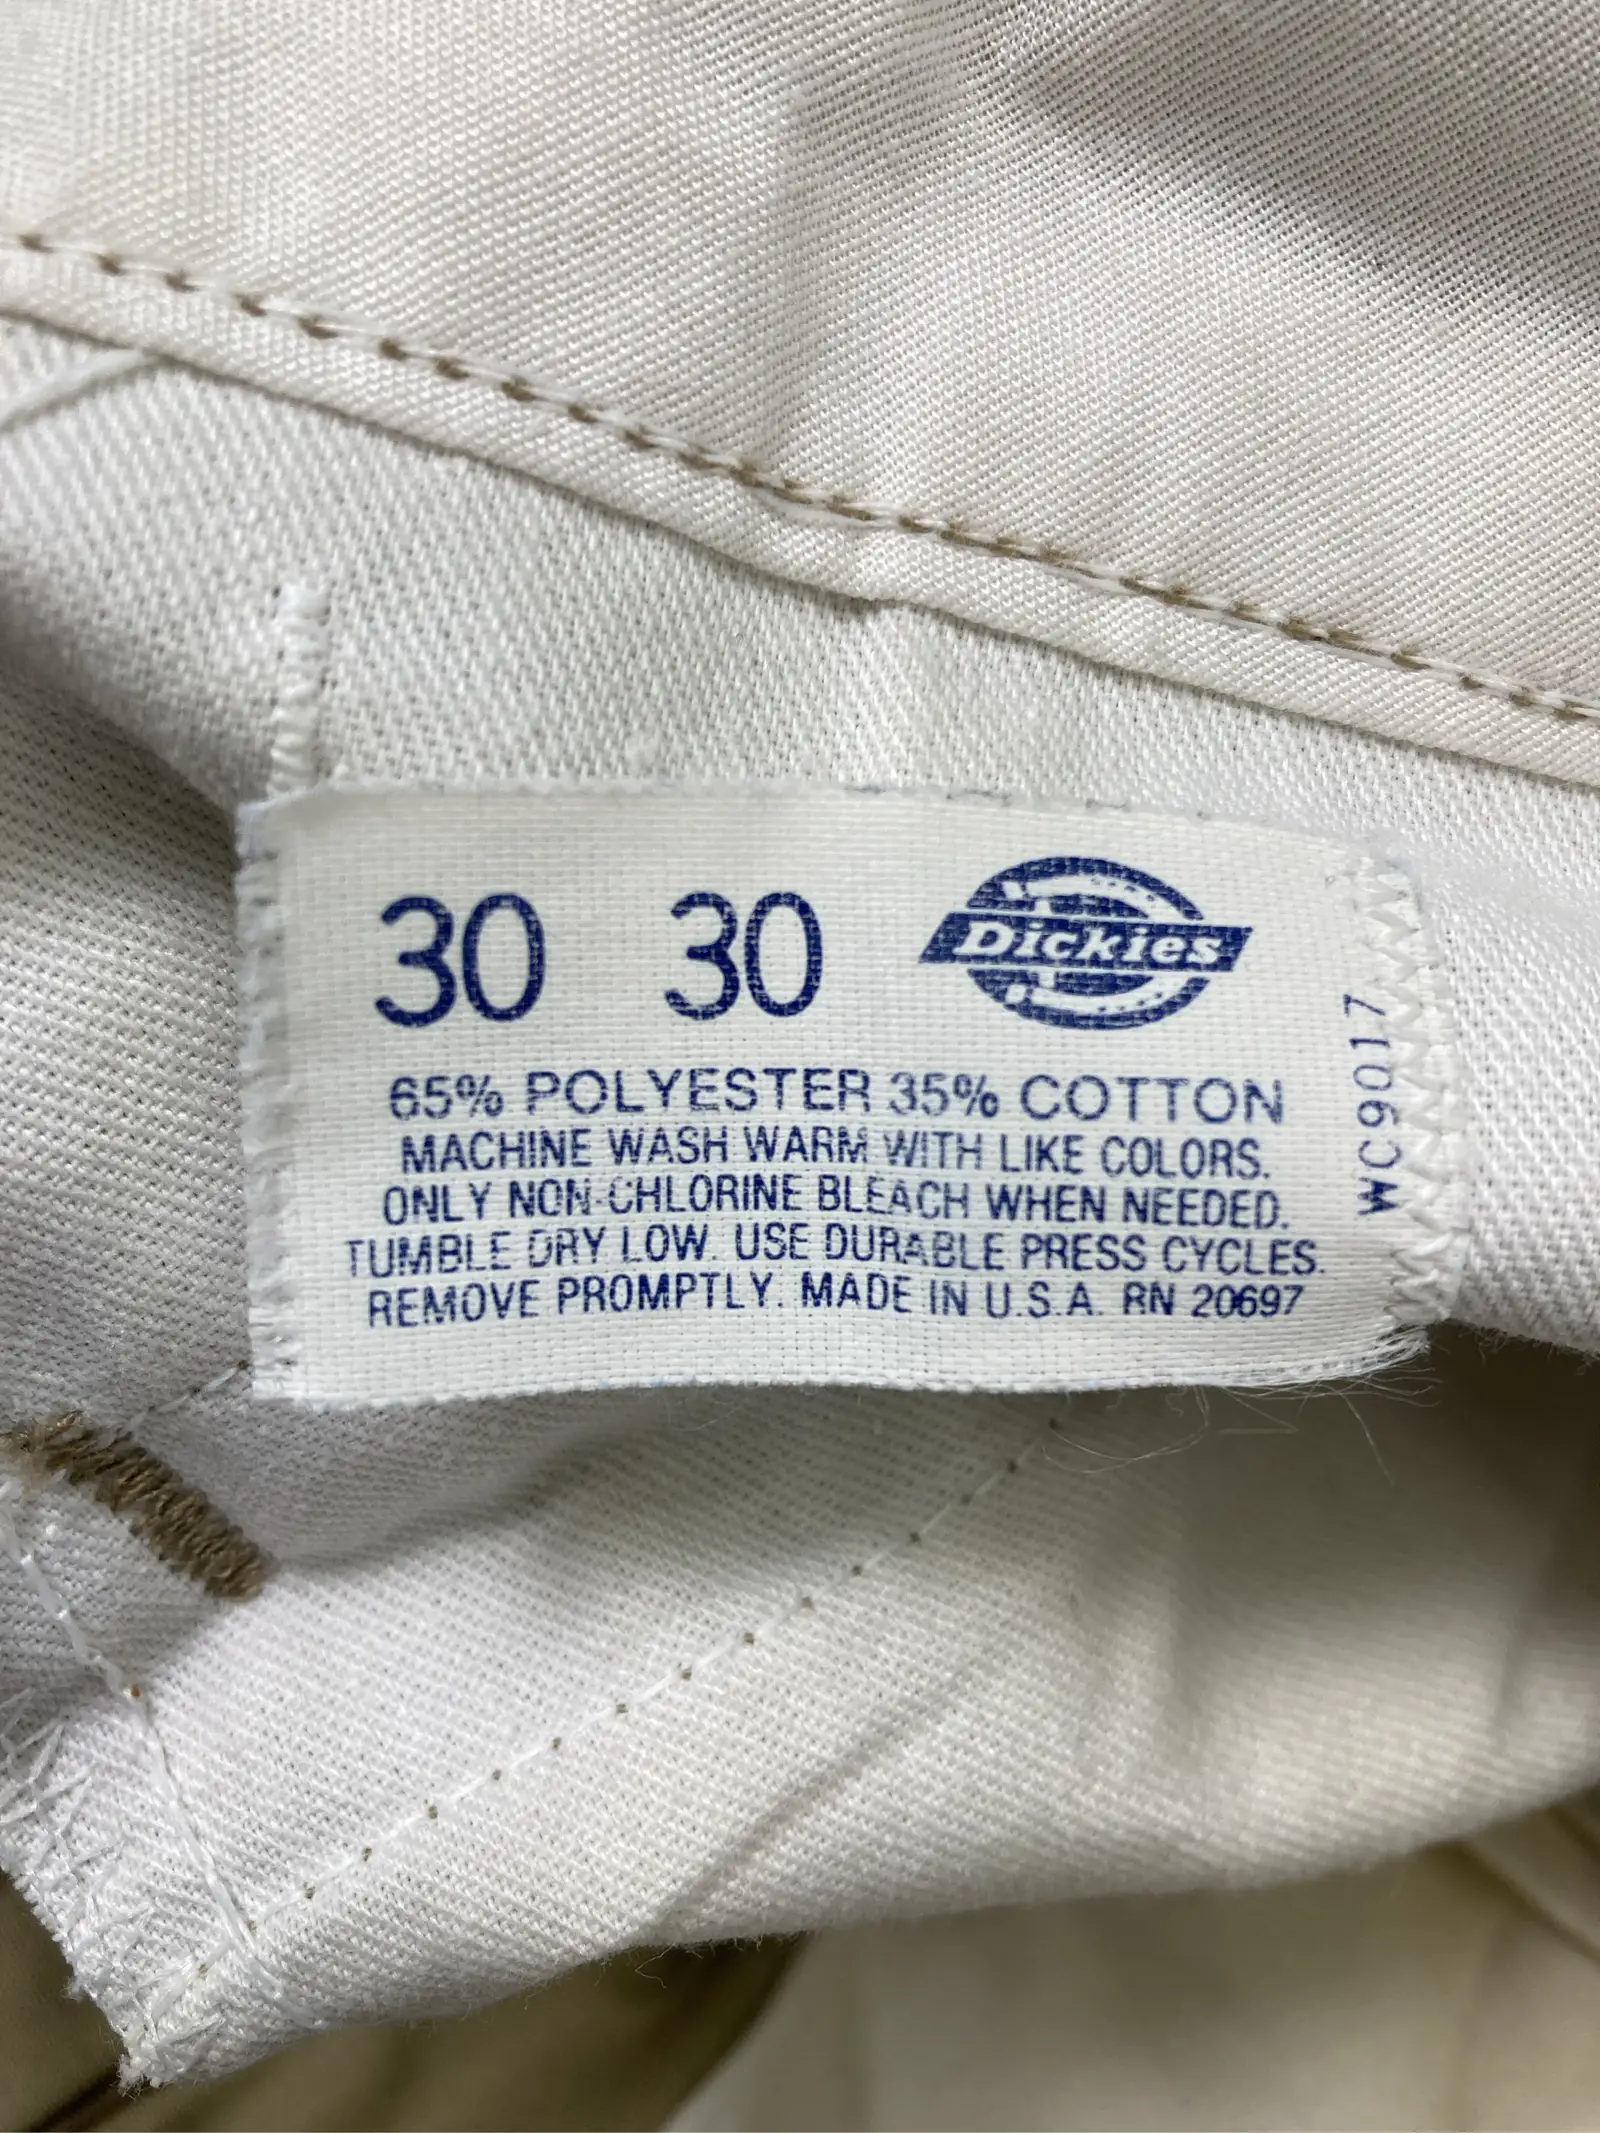 30 30 Dickies
65% POLYESTER 35% COTTON
MACHINE WASH WARM WITH LIKE COLORS.
ONLY NON-CHLORINE BLEACH WHEN NEEDED.
TUMBLE DRY LOW. USE DURABLE PRESS CYCLES.
REMOVE PROMPTLY. MADE IN U.S.A. RN 20697
WC9017